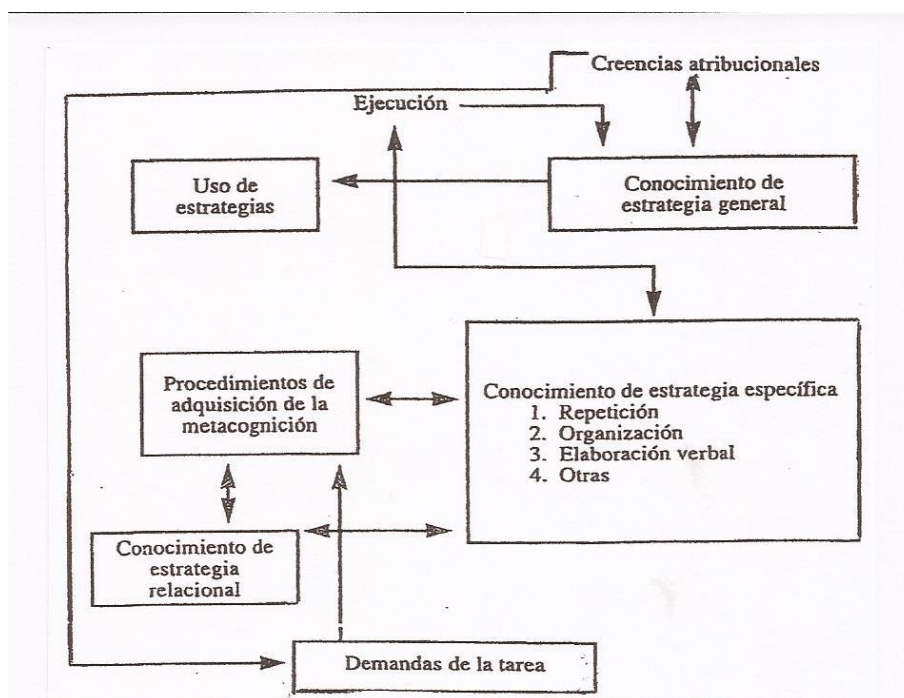 Creencias atribucionales
Ejecución
Uso de
estrategias
Conocimiento de
estrategia general
Procedimientos de
adquisición de la
metacognición
Conocimiento de estrategia específica
1. Repetición
2. Organización
3. Elaboración verbal
4. Otras
Conocimiento de
estrategia
relacional
Demandas de la tarea